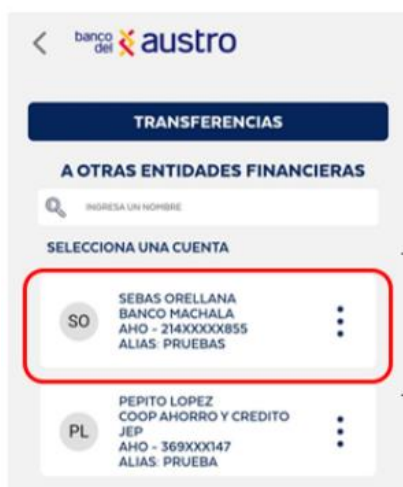 banco del austro
TRANSFERENCIAS
A OTRAS ENTIDADES FINANCIERAS
INGRESA UN NOMBRE
SELECCIONA UNA CUENTA
SO
SEBAS ORELLANA
BANCO MACHALA
AHO - 214XXXXX855
ALIAS: PRUEBAS
PL
PEPITO LOPEZ
COOP AHORRO Y CREDITO
JEP
AHO - 369XXX147
ALIAS: PRUEBA